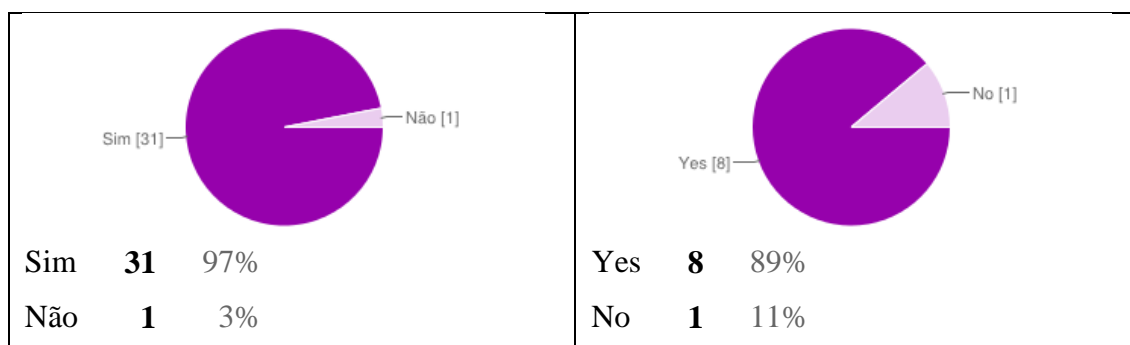 Sim [31]
Não [1]
Sim 31 97%
Não 1 3%
No [1]
Yes [8]
Yes 8 89%
No 1 11%